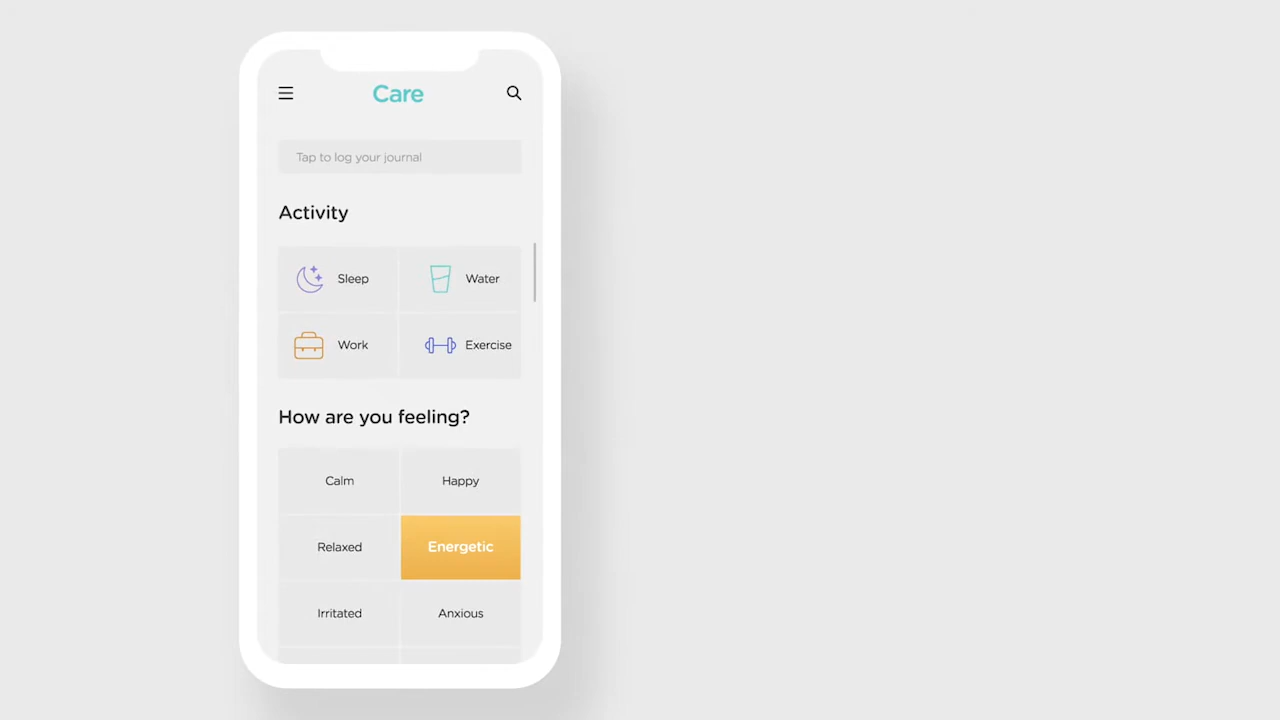 Care
Tap to log your journal
Activity
Sleep
Water
Work
Exercise
How are you feeling?
Calm
Happy
Relaxed
Energetic
Irritated
Anxious